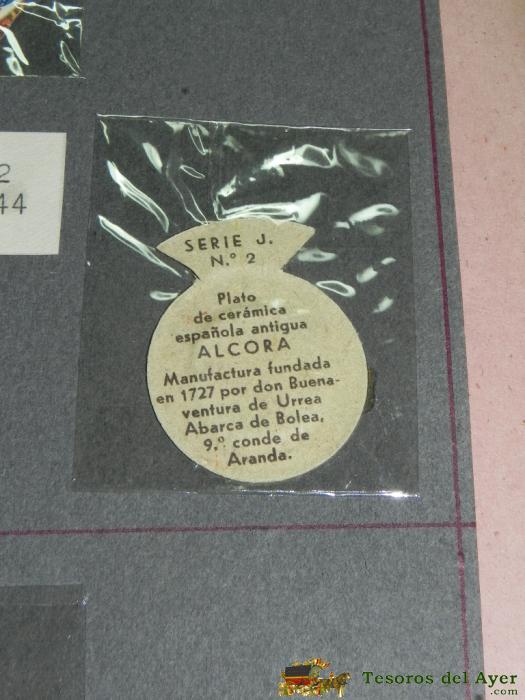 2
44
SERIE J.
N.º 2
Plato
de cerámica
española antigua
ALCORA
Manufactura fundada
en 1727 por don Buena-
ventura de Urrea
Abarca de Bolea,
9.º conde de
Aranda.
Tesoros del Ayer
.com